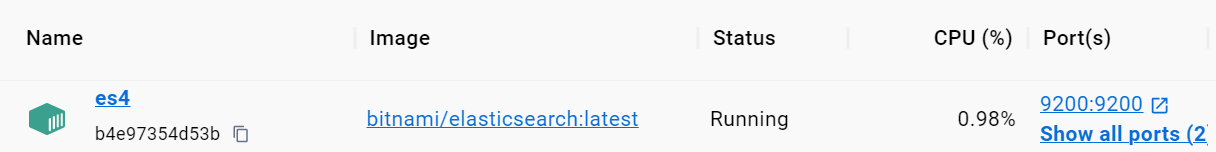 Name Image Status CPU (%) Port(s)
es4
b4e97354d53b
bitnami/elasticsearch:latest Running 0.98%
9200:9200
Show all ports (2